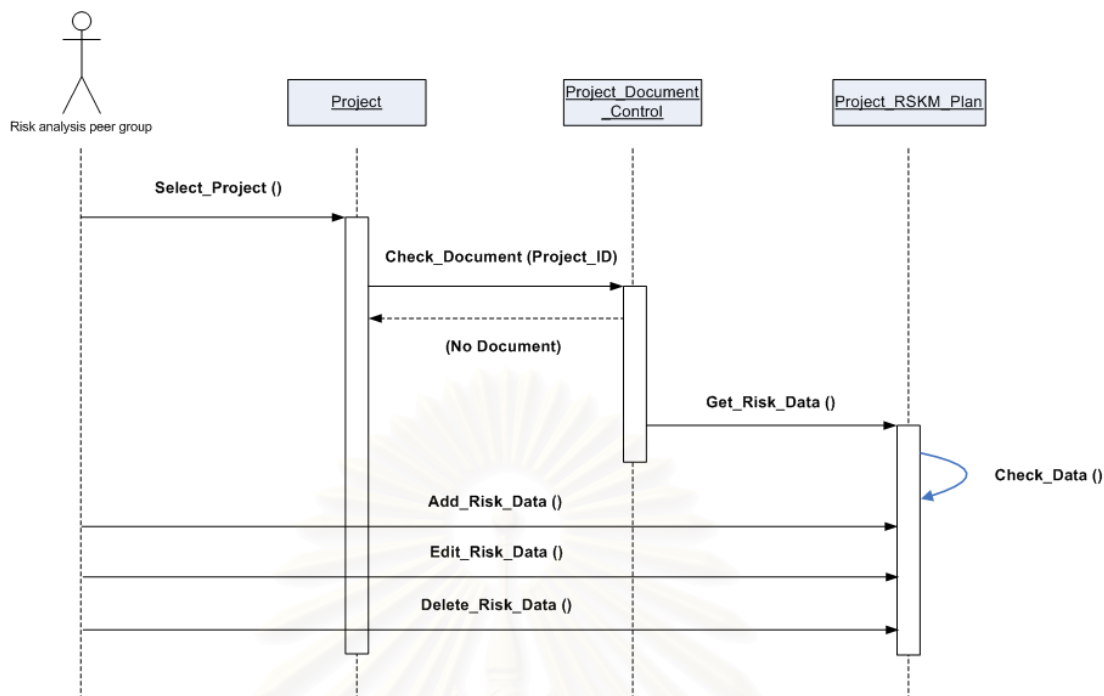 Project
Project_Document
_Control
Project_RSKM_Plan
Risk analysis peer group
Select_Project ()
Check_Document (Project_ID)
(No Document)
Get_Risk_Data ()
Check_Data ()
Add_Risk_Data ()
Edit_Risk_Data ()
Delete_Risk_Data ()